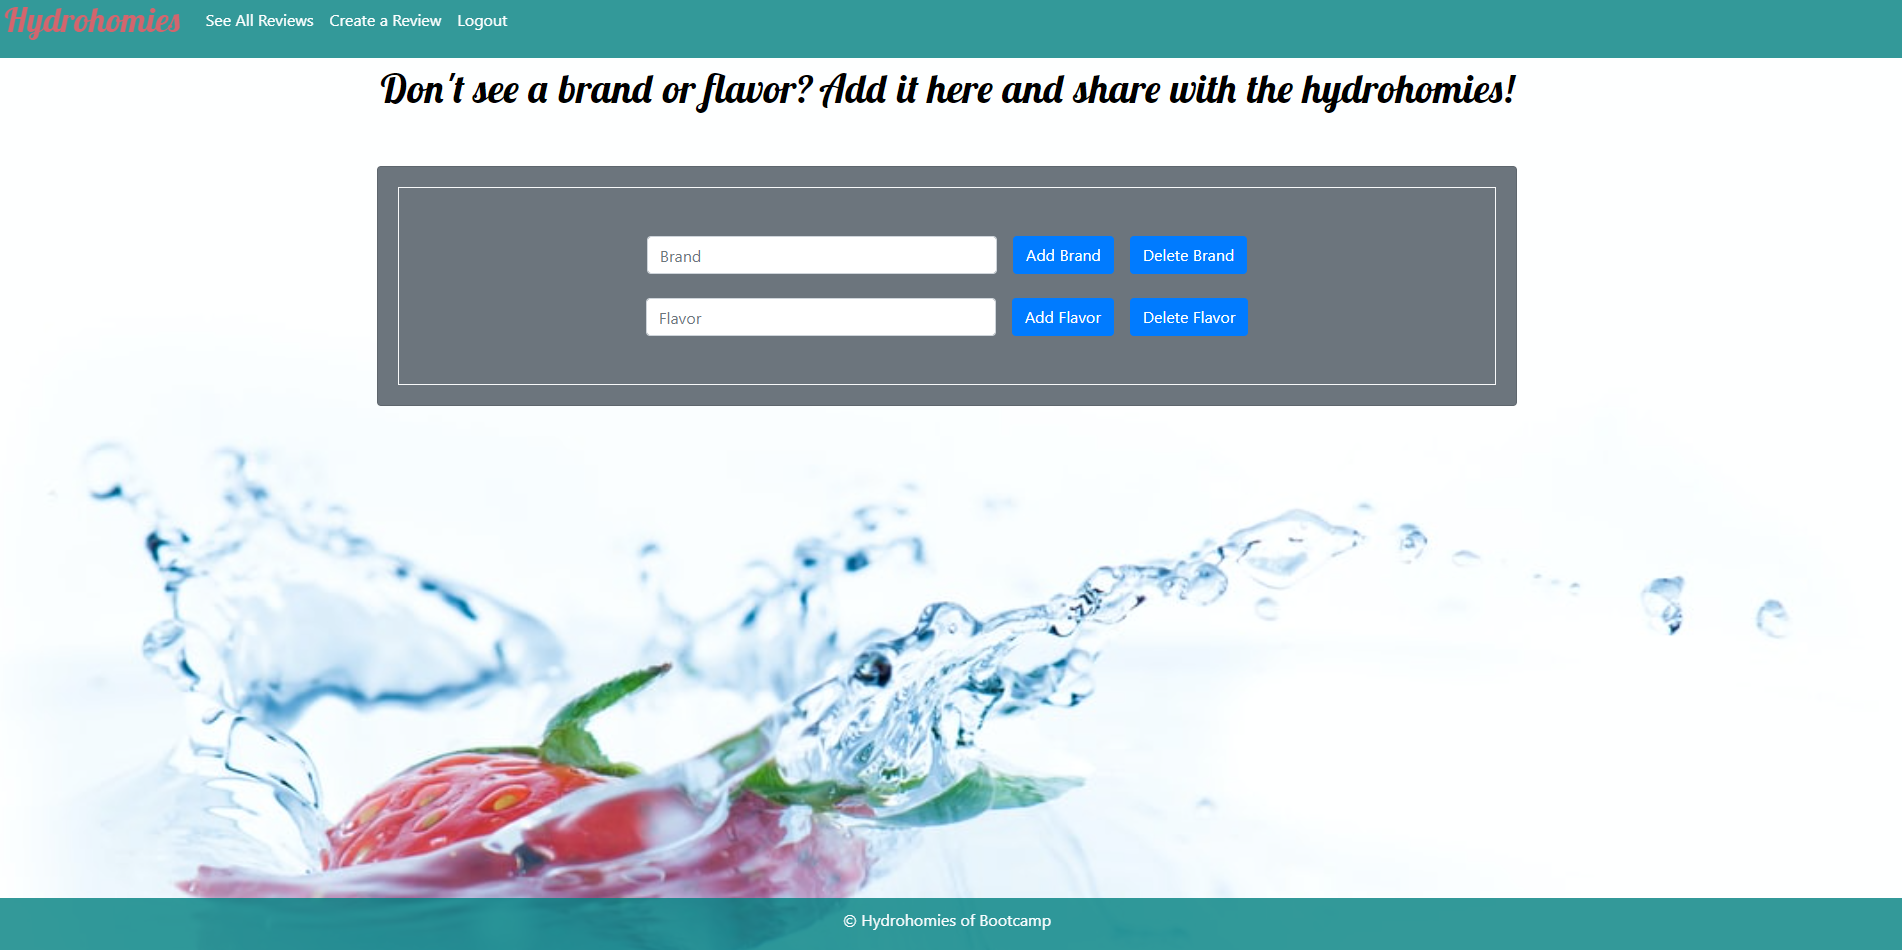 Hydrohomies See All Reviews Create a Review Logout
Don't see a brand or flavor? Add it here and share with the hydrohomies!
Brand Add Brand Delete Brand
Flavor Add Flavor Delete Flavor
© Hydrohomies of Bootcamp